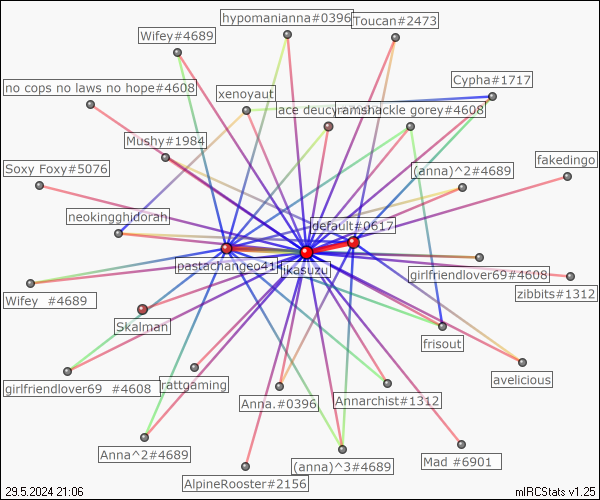 hypomanianna#0396
Toucan#2473
Wifey#4689
Cypha#1717
no cops no laws no hope#4608
xenoyaut
ace deucy
ramshackle gorey#4608
Mushy#1984
fakedingo
Soxy Foxy#5076
(anna)^2#4689
neokingghidorah
default#0617
pastachangeo41
jkasuzu
girlfriendlover69#4608
zibbits#1312
Wifey #4689
Skalman
frisout
girlfriendlover69 #4608
rattgaming
avelicious
Anna.#0396
Annarchist#1312
Anna^2#4689
(anna)^3#4689
Mad #6901
AlpineRooster#2156
29.5.2024 21:06
mIRCStats v1.25